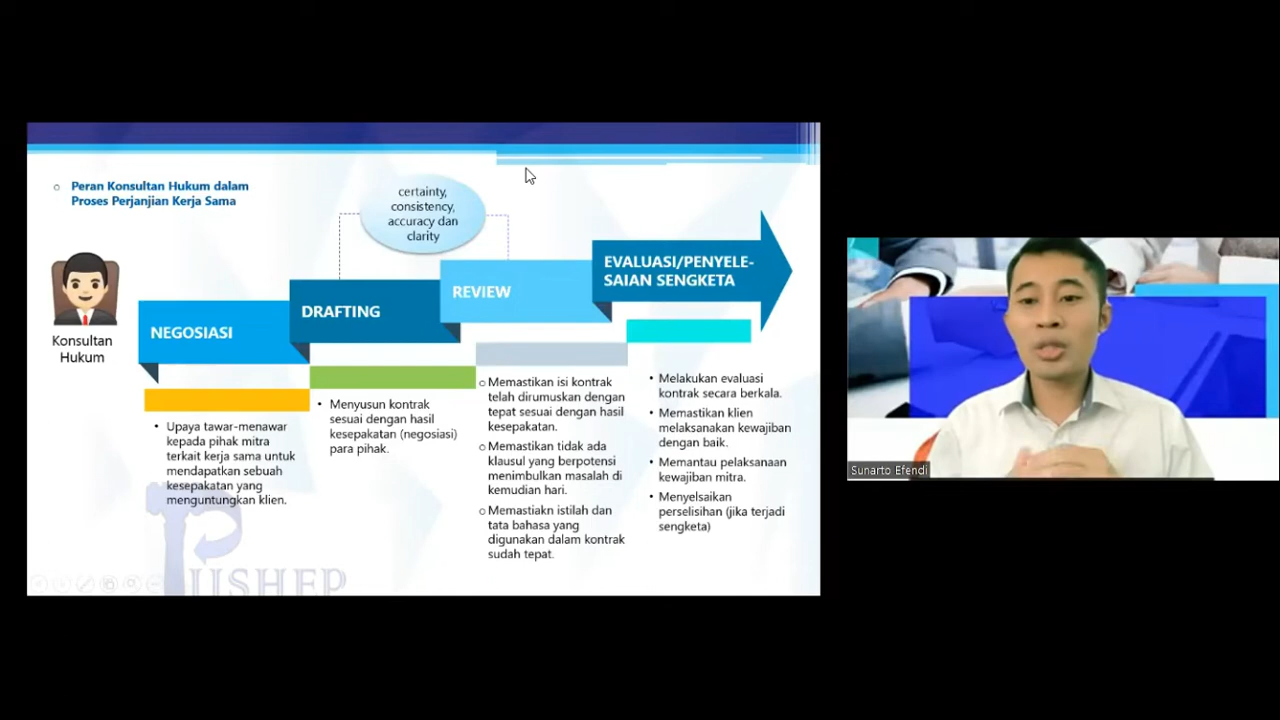 Peran Konsultan Hukum dalam
Proses Perjanjian Kerja Sama
certainty,
consistency,
accuracy dan
clarity
Konsultan
Hukum
NEGOSIASI
Upaya tawar-menawar
kepada pihak mitra
terkait kerja sama untuk
mendapatkan sebuah
kesepakatan yang
menguntungkan klien.
DRAFTING
Menyusun kontrak
sesuai dengan hasil
kesepakatan (negosiasi)
para pihak.
REVIEW
Memastikan isi kontrak
telah dirumuskan dengan
tepat sesuai dengan hasil
kesepakatan.
Memastikan tidak ada
klausul yang berpotensi
menimbulkan masalah di
kemudian hari.
Memastiakn istilah dan
tata bahasa yang
digunakan dalam kontrak
sudah tepat.
EVALUASI/PENYELE-
SAIAN SENGKETA
Melakukan evaluasi
kontrak secara berkala.
Memastikan klien
melaksanakan kewajiban
dengan baik.
Memantau pelaksanaan
kewajiban mitra.
Menyelsaikan
perselisihan (jika terjadi
sengketa)
PUSHEP
Sunarto Efendi